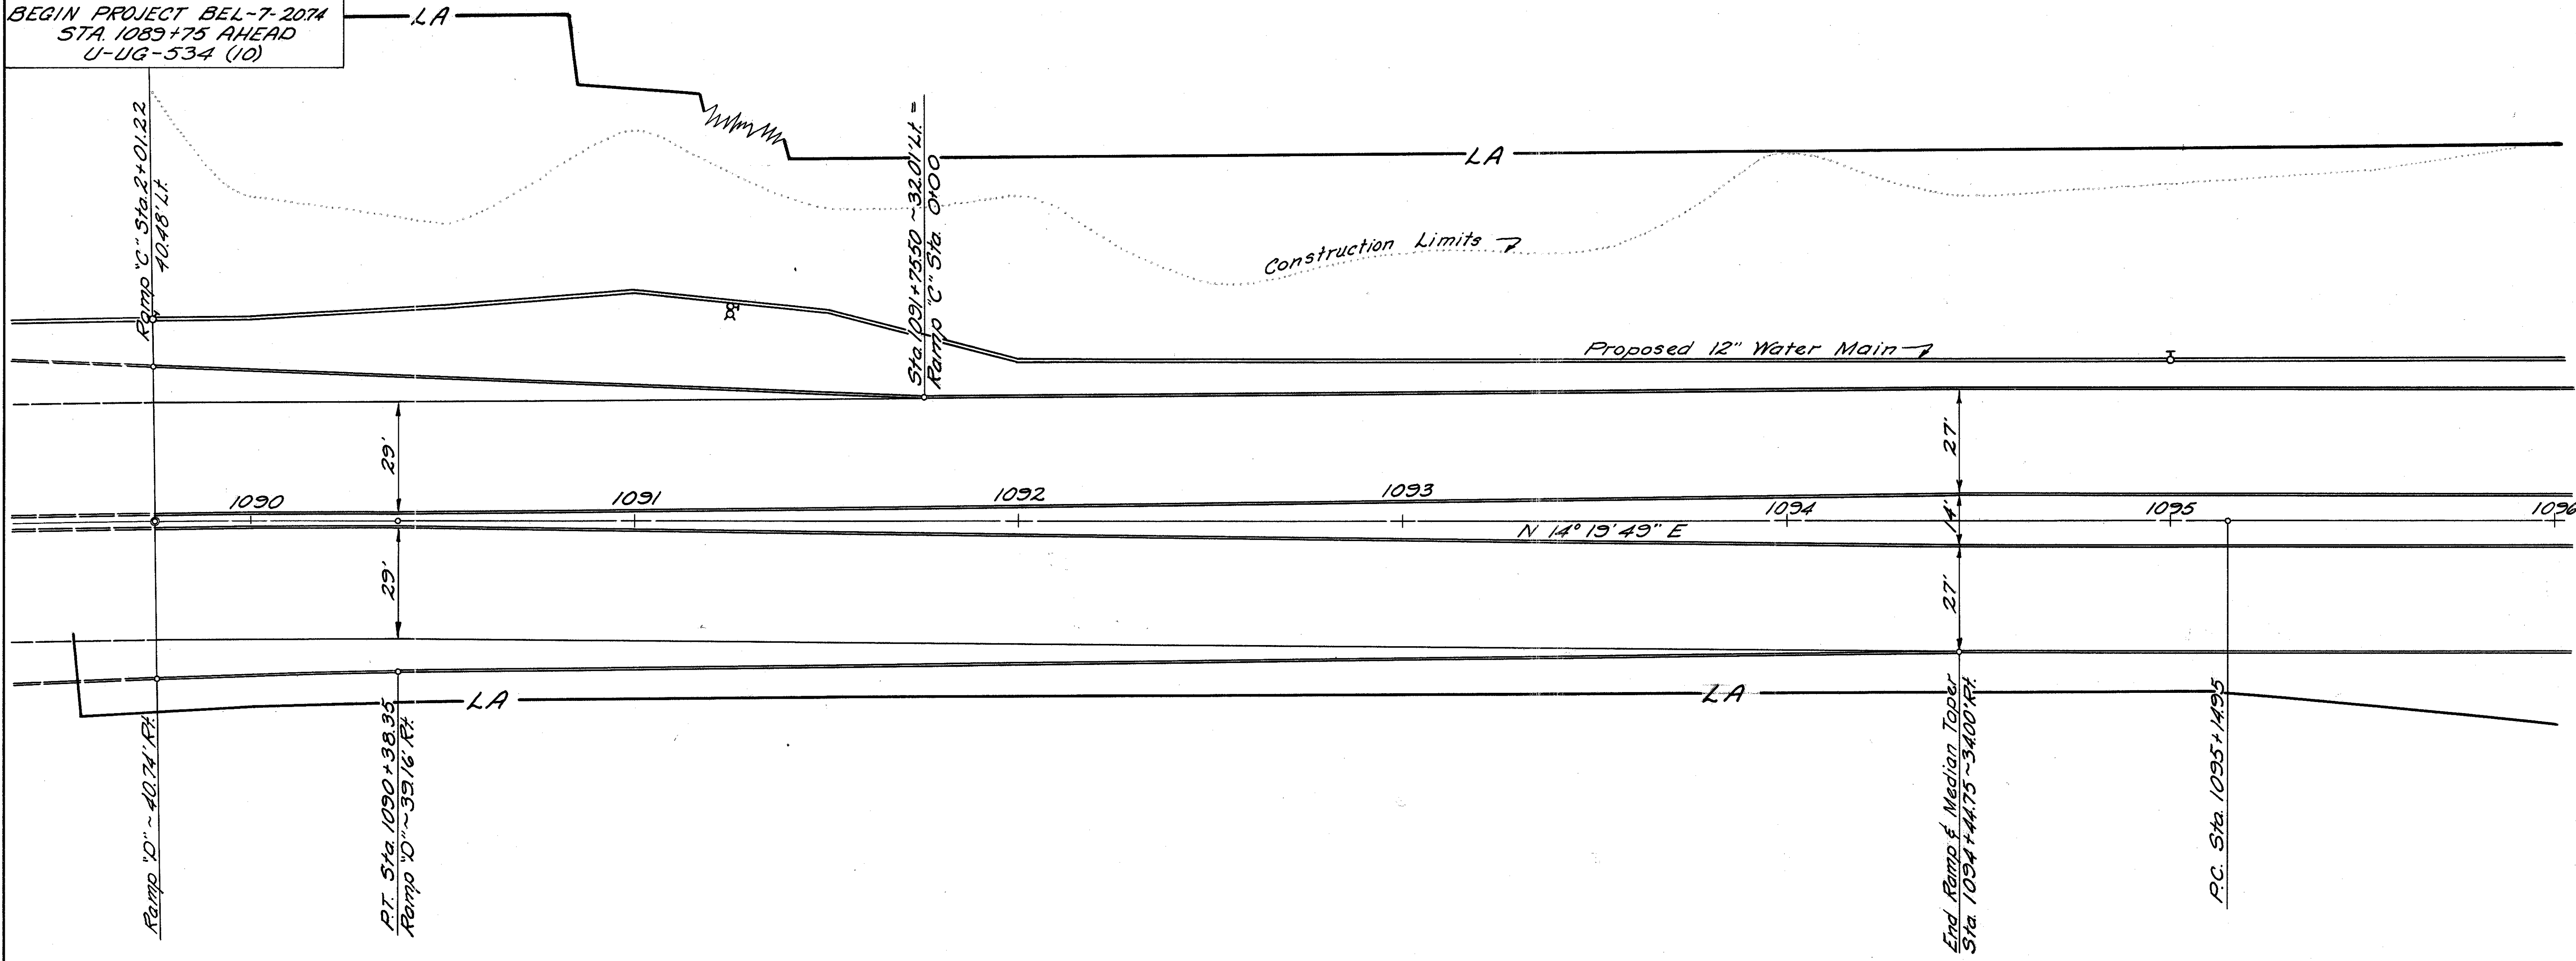 BEGIN PROJECT BEL-7-20.74
STA. 1089+75 AHEAD
U-UG-534 (10)
LA
Ramp "C" Sta. 2+01.22
40.48' Lt.
Sta. 1091+75.50 ~32.01' Lt. =
Ramp "C" Sta. 0+00
LA
Construction Limits
Proposed 12" Water Main
29'
27'
1090
1091
1092
1093
1094
1095
1096
14'
N 14° 19' 49" E
29'
27'
LA
LA
Ramp "D" ~ 40.74' Rt.
P.T. Sta. 1090+38.35
Ramp "D" ~ 39.16' Rt.
End Ramp & Median Taper
Sta. 1094+44.75 ~ 34.00' Rt.
P.C. Sta. 1095+14.95